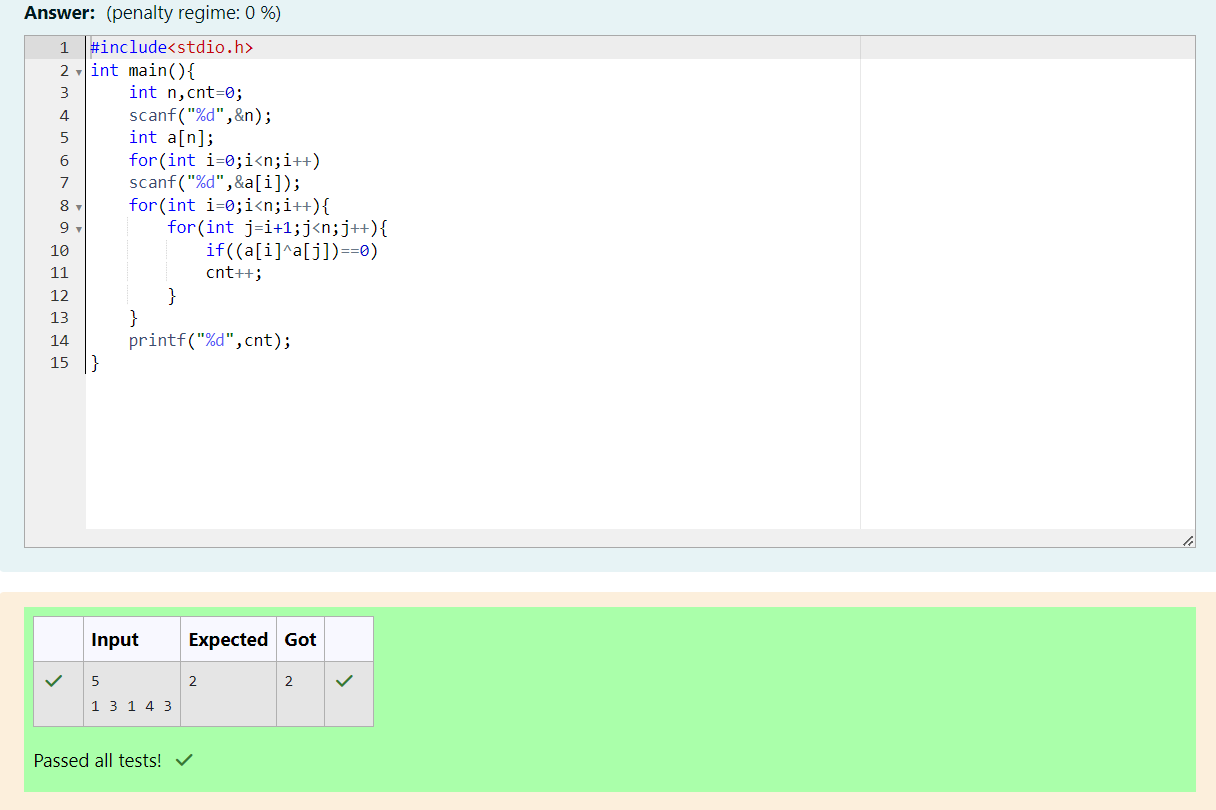 Answer: (penalty regime: 0 %)
1 #include<stdio.h>
2 int main(){
3     int n,cnt=0;
4     scanf("%d",&n);
5     int a[n];
6     for(int i=0;i<n;i++)
7     scanf("%d",&a[i]);
8     for(int i=0;i<n;i++){
9         for(int j=i+1;j<n;j++){
10             if((a[i]^a[j])==0)
11             cnt++;
12         }
13     }
14     printf("%d",cnt);
15 }
Input Expected Got
5 2 2
1 3 1 4 3
Passed all tests!